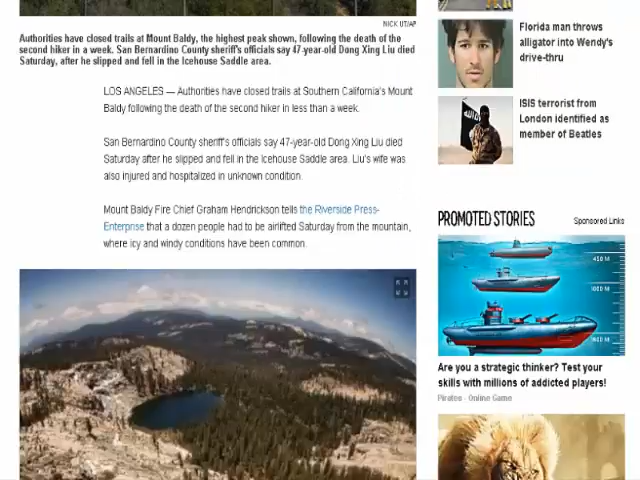 NICK UT/AP
Authorities have closed trails at Mount Baldy, the highest peak shown, following the death of the
second hiker in a week. San Bernardino County sheriff's officials say 47-year-old Dong Xing Liu died
Saturday, after he slipped and fell in the Icehouse Saddle area.
LOS ANGELES — Authorities have closed trails at Southern California's Mount
Baldy following the death of the second hiker in less than a week.
San Bernardino County sheriff's officials say 47-year-old Dong Xing Liu died
Saturday after he slipped and fell in the Icehouse Saddle area. Liu's wife was
also injured and hospitalized in unknown condition.
Mount Baldy Fire Chief Graham Hendrickson tells the Riverside Press-
Enterprise that a dozen people had to be airlifted Saturday from the mountain,
where icy and windy conditions have been common.
Florida man throws
alligator into Wendy's
drive-thru
ISIS terrorist from
London identified as
member of Beatles
PROMOTED STORIES
Sponsored Links
450 M
1000 M
Are you a strategic thinker? Test your
skills with millions of addicted players!
Pirates - Online Game